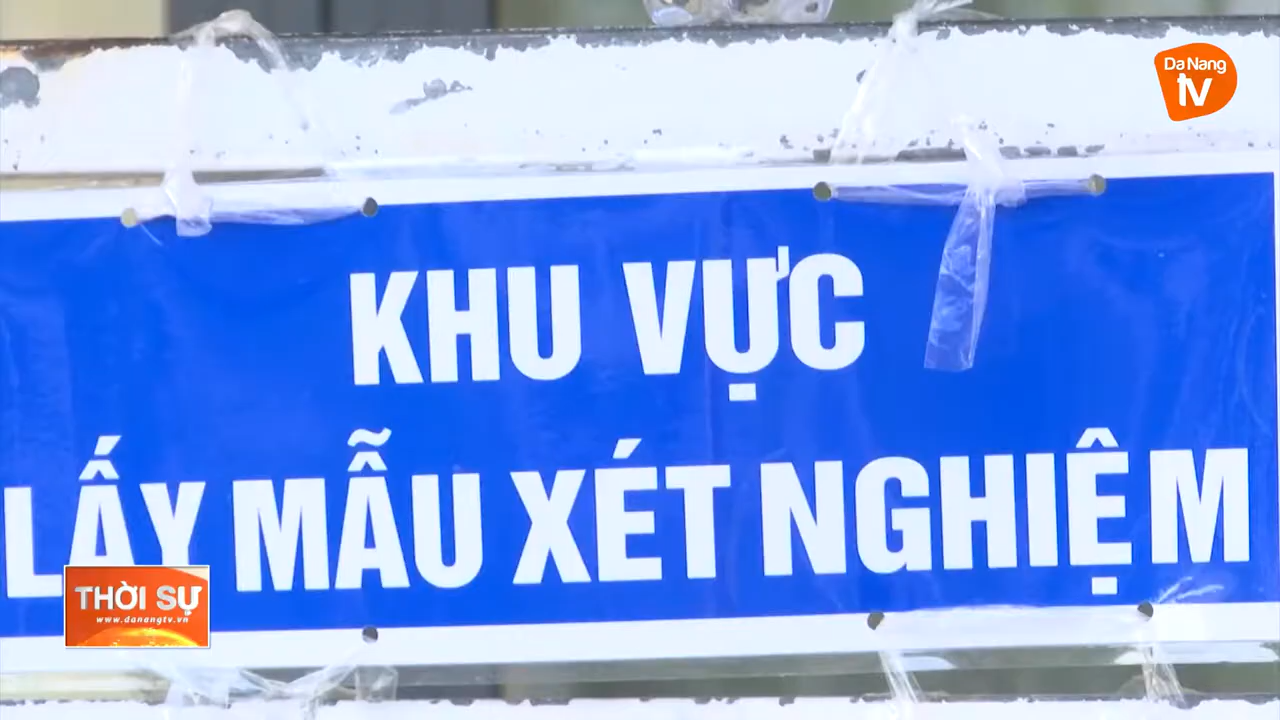 Da Nang
tv
KHU VỰC
LẤY MẪU XÉT NGHIỆM
THỜI SỰ
www.danangtv.vn